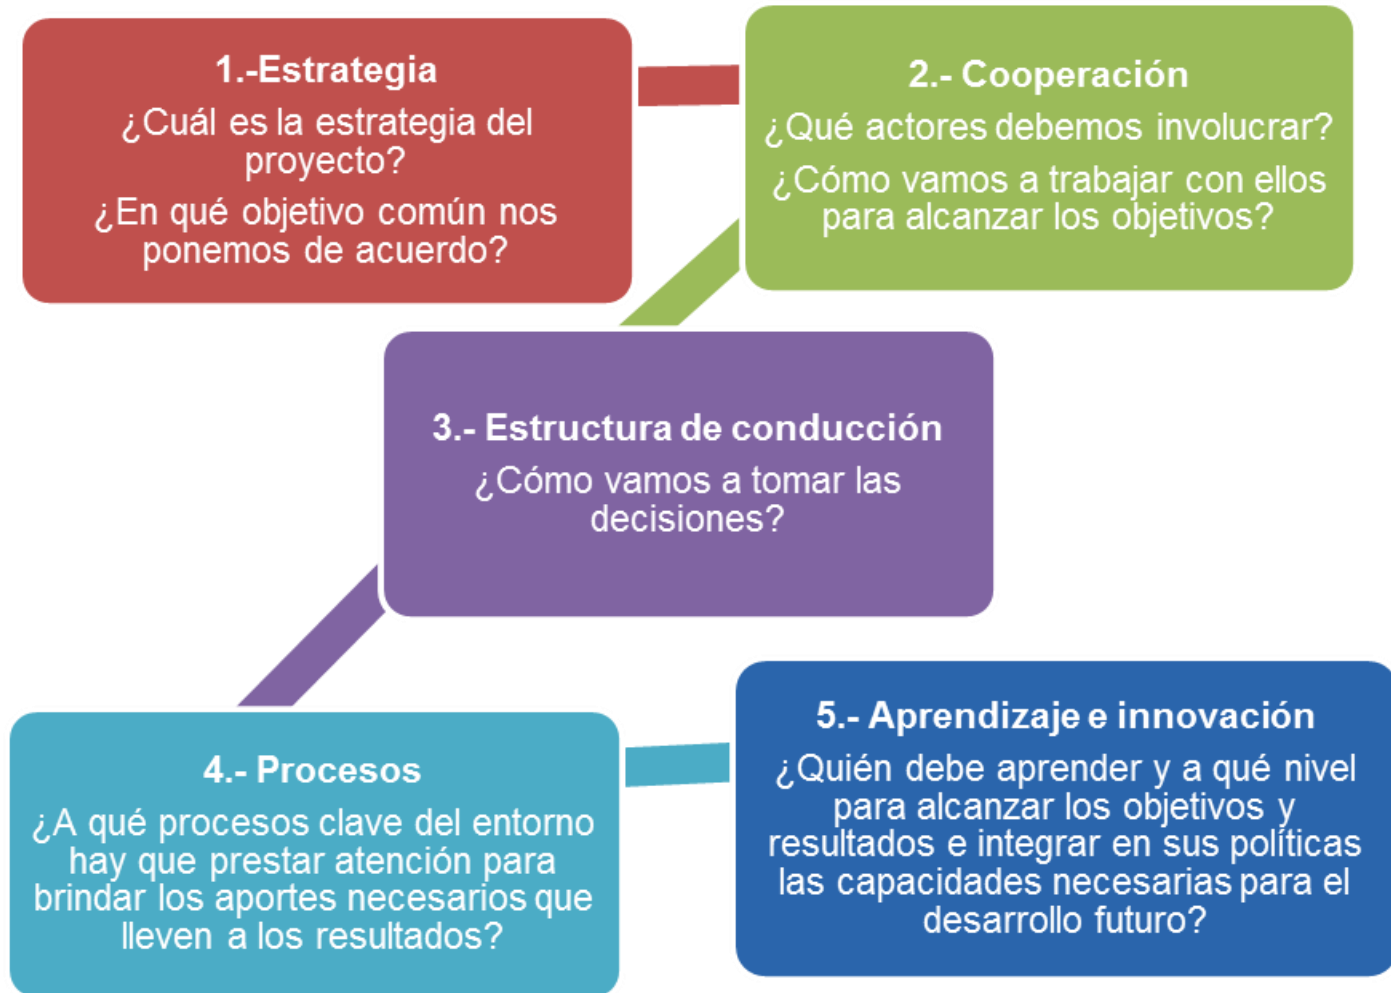 1.-Estrategia
¿Cuál es la estrategia del
proyecto?
¿En qué objetivo común nos
ponemos de acuerdo?
2.- Cooperación
¿Qué actores debemos involucrar?
¿Cómo vamos a trabajar con ellos
para alcanzar los objetivos?
3.- Estructura de conducción
¿Cómo vamos a tomar las
decisiones?
4.- Procesos
¿A qué procesos clave del entorno
hay que prestar atención para
brindar los aportes necesarios que
lleven a los resultados?
5.- Aprendizaje e innovación
¿Quién debe aprender y a qué nivel
para alcanzar los objetivos y
resultados e integrar en sus políticas
las capacidades necesarias para el
desarrollo futuro?